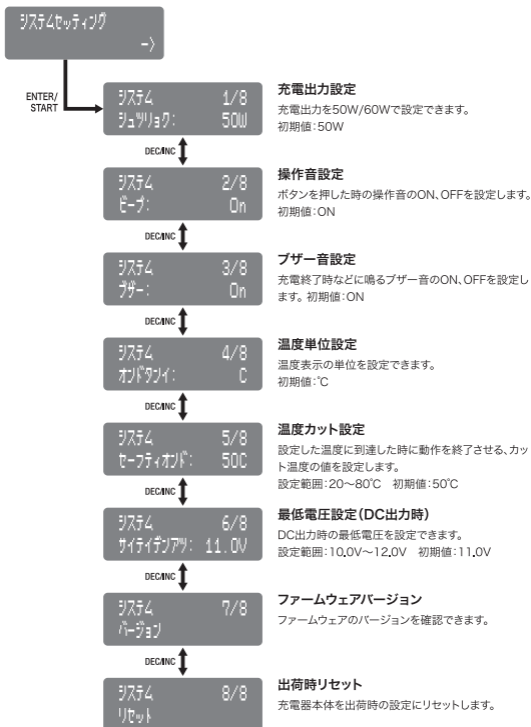 システムセッティング
->
ENTER/
START
システム 1/8
シュツリョク: 50W
充電出力設定
充電出力を50W/60Wで設定できます。
初期値:50W
DEC/INC
システム 2/8
ビープ: On
操作音設定
ボタンを押した時の操作音のON、OFFを設定します。
初期値:ON
DEC/INC
システム 3/8
ブザー: On
ブザー音設定
充電終了時などに鳴るブザー音のON、OFFを設定し
ます。初期値:ON
DEC/INC
システム 4/8
オンドタンイ: C
温度単位設定
温度表示の単位を設定できます。
初期値:℃
DEC/INC
システム 5/8
セーフティオンド: 50C
温度カット設定
設定した温度に到達した時に動作を終了させる、カッ
ト温度の値を設定します。
設定範囲:20〜80℃ 初期値:50℃
DEC/INC
システム 6/8
サイテイデンアツ: 11.0V
最低電圧設定(DC出力時)
DC出力時の最低電圧を設定できます。
設定範囲:10.0V〜12.0V 初期値:11.0V
DEC/INC
システム 7/8
バージョン
ファームウェアバージョン
ファームウェアのバージョンを確認できます。
DEC/INC
システム 8/8
リセット
出荷時リセット
充電器本体を出荷時の設定にリセットします。